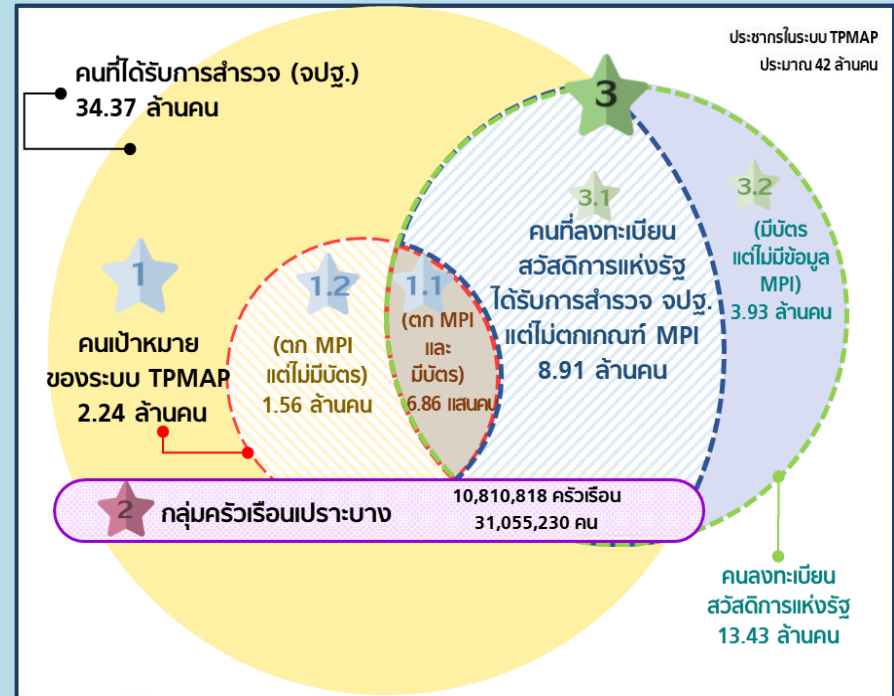 ประชากรในระบบ TPMAP
ประมาณ 42 ล้านคน
คนที่ได้รับการสำรวจ (จปฐ.)
34.37 ล้านคน
3
3.1
คนที่ลงทะเบียน
สวัสดิการแห่งรัฐ
ได้รับการสำรวจ จปฐ.
แต่ไม่ตกเกณฑ์ MPI
8.91 ล้านคน
3.2
(มีบัตร
แต่ไม่มีข้อมูล
MPI)
3.93 ล้านคน
1
คนเป้าหมาย
ของระบบ TPMAP
2.24 ล้านคน
1.2
(ตก MPI
แต่ไม่มีบัตร)
1.56 ล้านคน
1.1
(ตก MPI
และ
มีบัตร)
6.86 แสนคน
2
กลุ่มครัวเรือนเปราะบาง
10,810,818 ครัวเรือน
31,055,230 คน
คนลงทะเบียน
สวัสดิการแห่งรัฐ
13.43 ล้านคน